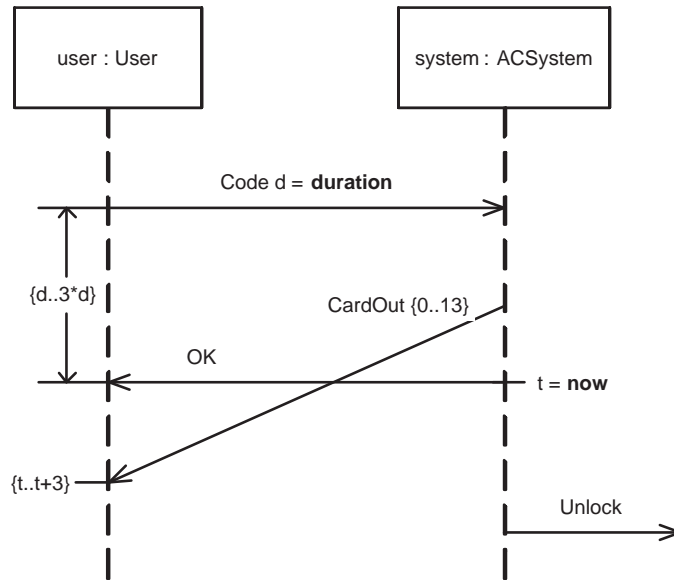 user : User
system : ACSystem
Code d = duration
{d..3*d}
CardOut {0..13}
OK
t = now
{t..t+3}
Unlock